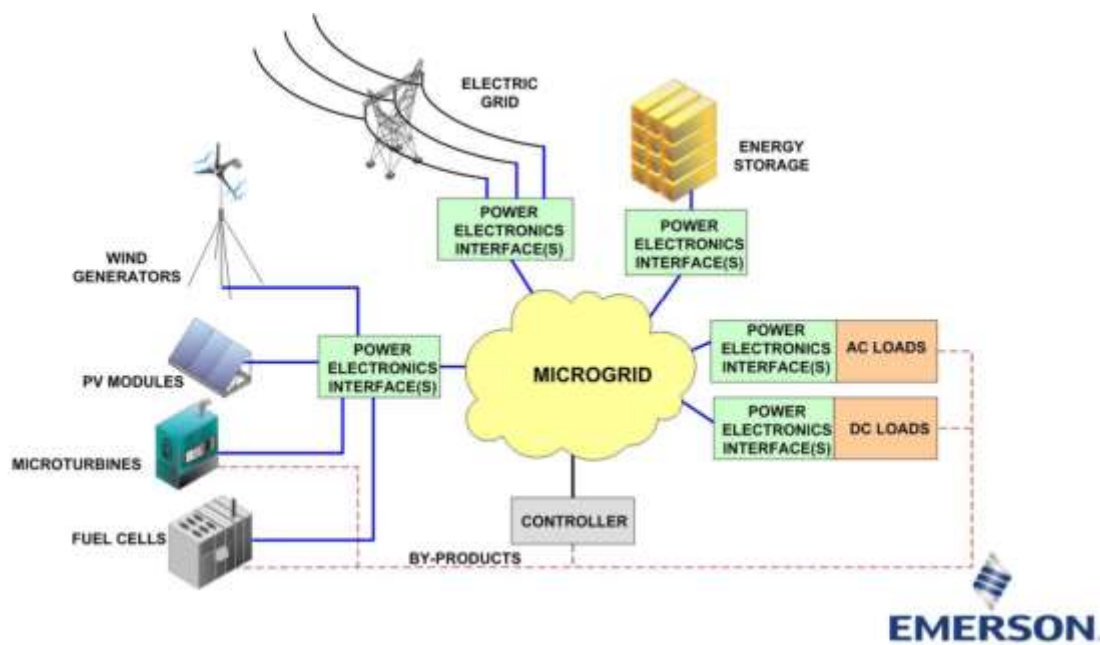 ELECTRIC
GRID
ENERGY
STORAGE
WIND
GENERATORS
POWER
ELECTRONICS
INTERFACE(S)
POWER
ELECTRONICS
INTERFACE(S)
PV MODULES
POWER
ELECTRONICS
INTERFACE(S)
MICROGRID
POWER
ELECTRONICS
INTERFACE(S)
AC LOADS
POWER
ELECTRONICS
INTERFACE(S)
DC LOADS
MICROTURBINES
FUEL CELLS
CONTROLLER
BY-PRODUCTS
EMERSON.